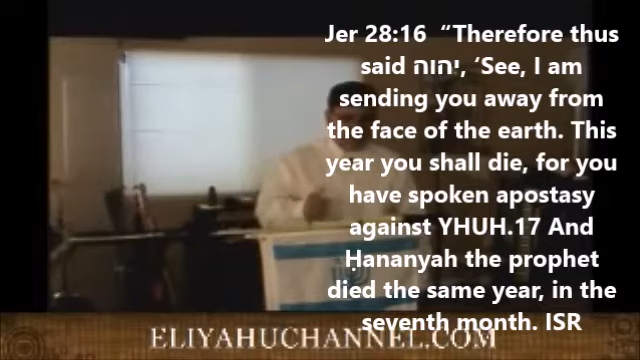 Jer 28:16 “Therefore thus
said יהוה, ‘See, I am
sending you away from
the face of the earth. This
year you shall die, for you
have spoken apostasy
against YHUH.17 And
Ḥananyah the prophet
died the same year, in the
seventh month. ISR
ELIYAHUCHANNEL.COM